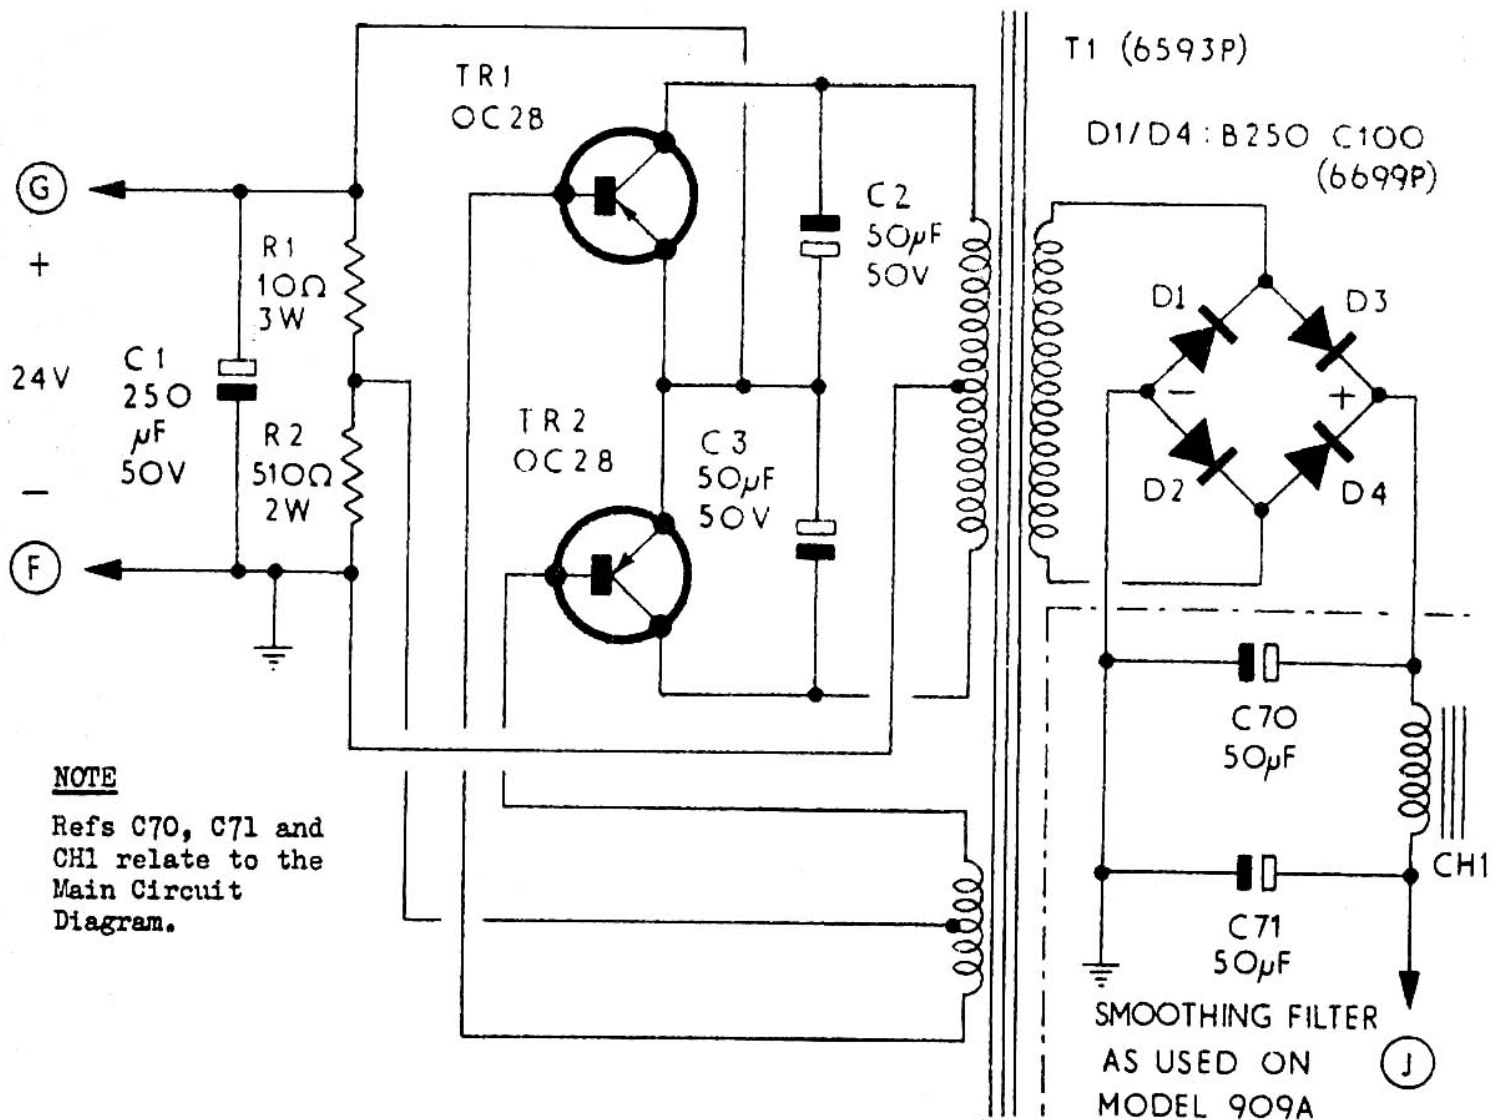 T1 (6593P)
D1/D4 : B250 C100
(6699P)
TR1
OC28
G
+
24V
−
F
R1
10Ω
3W
C1
250
μF
50V
R2
510Ω
2W
C2
50μF
50V
TR2
OC28
C3
50μF
50V
D1
D3
−
+
D2
D4
C70
50μF
CH1
C71
50μF
SMOOTHING FILTER
AS USED ON
MODEL 909A
J
NOTE
Refs C70, C71 and
CH1 relate to the
Main Circuit
Diagram.